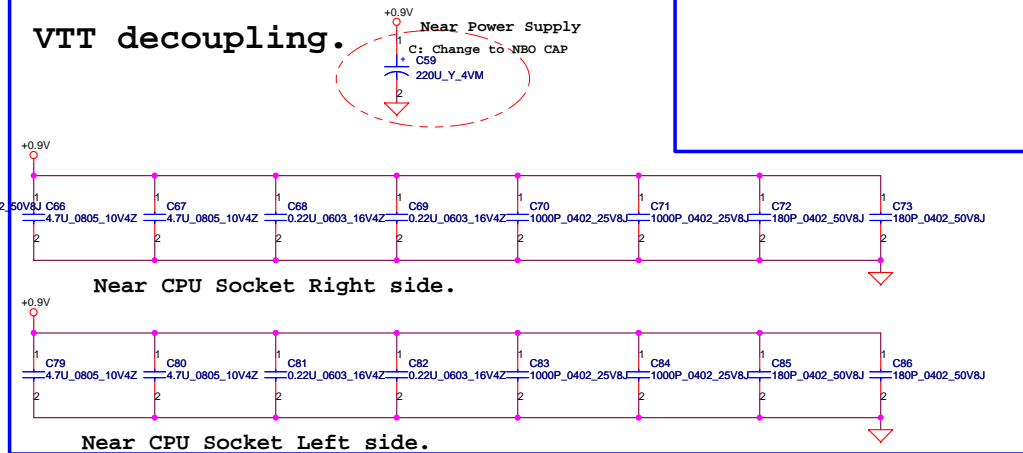 VTT decoupling.
+0.9V
Near Power Supply
1
C: Change to NBO CAP
+ C59
220U_Y_4VM
2
+0.9V
1 1 1 1 1 1 1 1
2_50V8J C66 C67 C68 C69 C70 C71 C72 C73
4.7U_0805_10V4Z 4.7U_0805_10V4Z 0.22U_0603_16V4Z 0.22U_0603_16V4Z 1000P_0402_25V8J 1000P_0402_25V8J 180P_0402_50V8J 180P_0402_50V8J
2 2 2 2 2 2 2 2
Near CPU Socket Right side.
+0.9V
1 1 1 1 1 1 1 1
C79 C80 C81 C82 C83 C84 C85 C86
4.7U_0805_10V4Z 4.7U_0805_10V4Z 0.22U_0603_16V4Z 0.22U_0603_16V4Z 1000P_0402_25V8J 1000P_0402_25V8J 180P_0402_50V8J 180P_0402_50V8J
2 2 2 2 2 2 2 2
Near CPU Socket Left side.